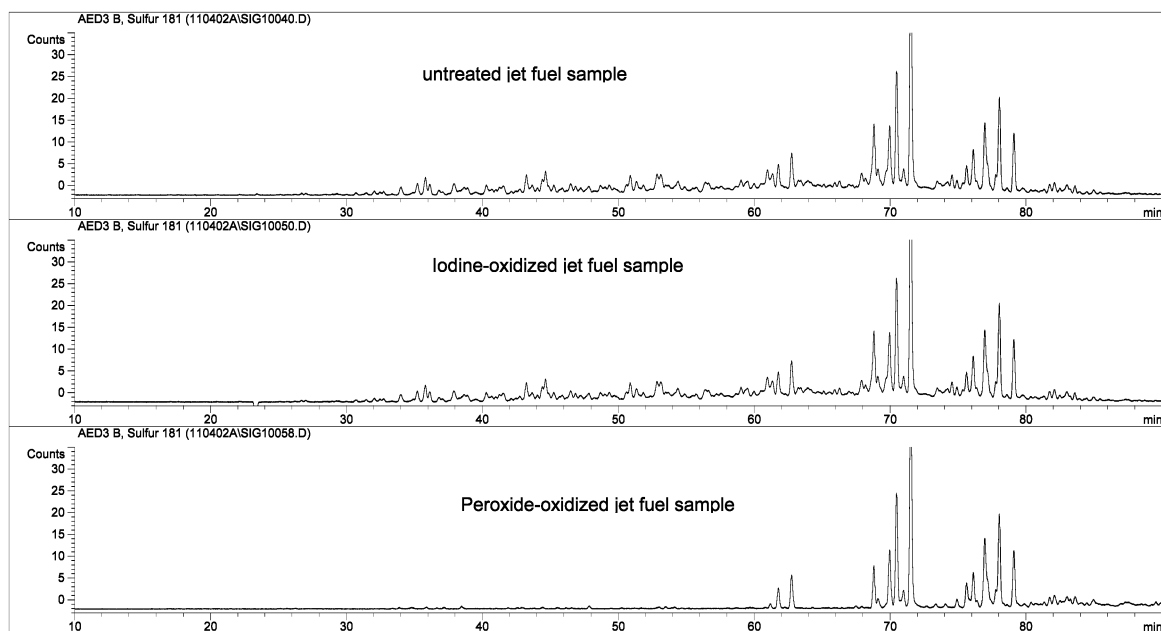 AED3 B, Sulfur 181 (110402A\SIG10040.D)
Counts
30
25
20
15
10
5
0
untreated jet fuel sample
10 20 30 40 50 60 70 80 min
AED3 B, Sulfur 181 (110402A\SIG10050.D)
Counts
30
25
20
15
10
5
0
Iodine-oxidized jet fuel sample
10 20 30 40 50 60 70 80 min
AED3 B, Sulfur 181 (110402A\SIG10058.D)
Counts
30
25
20
15
10
5
0
Peroxide-oxidized jet fuel sample
10 20 30 40 50 60 70 80 min